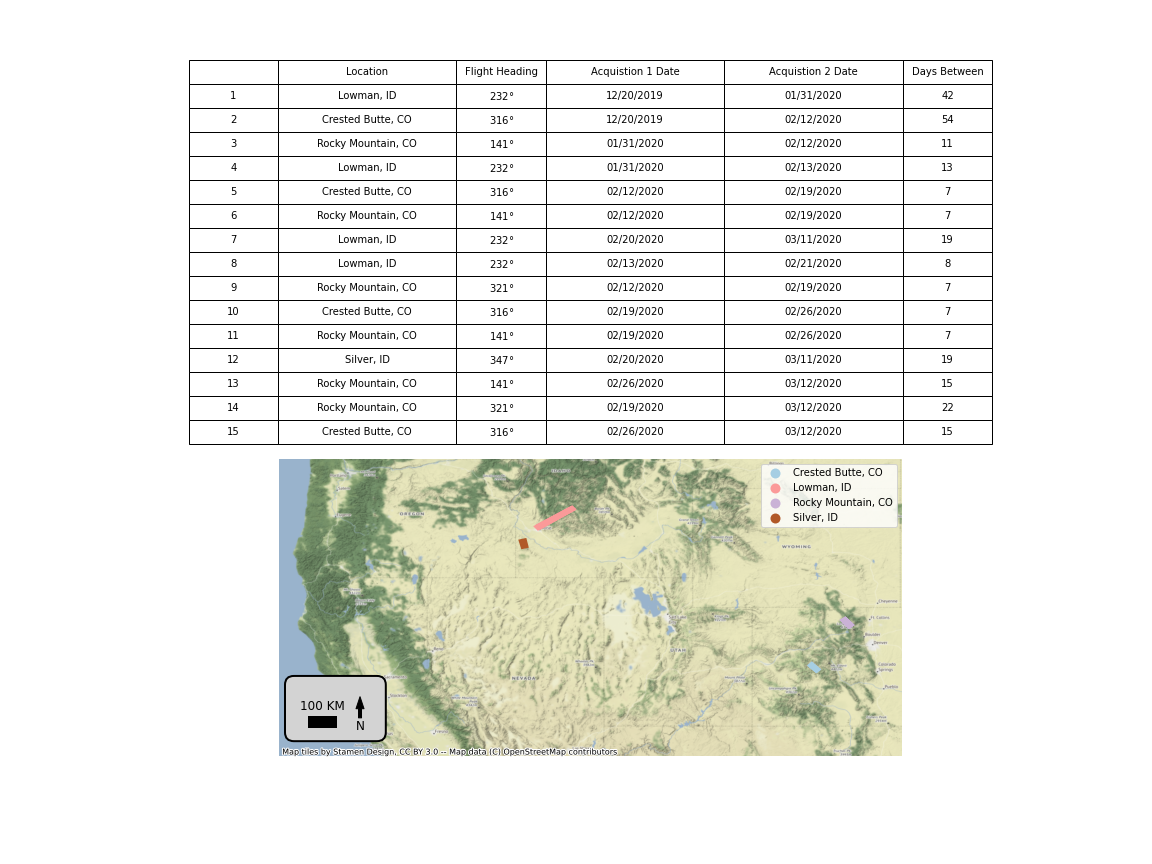 Location Flight Heading Acquistion 1 Date Acquistion 2 Date Days Between
1 Lowman, ID 232° 12/20/2019 01/31/2020 42
2 Crested Butte, CO 316° 12/20/2019 02/12/2020 54
3 Rocky Mountain, CO 141° 01/31/2020 02/12/2020 11
4 Lowman, ID 232° 01/31/2020 02/13/2020 13
5 Crested Butte, CO 316° 02/12/2020 02/19/2020 7
6 Rocky Mountain, CO 141° 02/12/2020 02/19/2020 7
7 Lowman, ID 232° 02/20/2020 03/11/2020 19
8 Lowman, ID 232° 02/13/2020 02/21/2020 8
9 Rocky Mountain, CO 321° 02/12/2020 02/19/2020 7
10 Crested Butte, CO 316° 02/19/2020 02/26/2020 7
11 Rocky Mountain, CO 141° 02/19/2020 02/26/2020 7
12 Silver, ID 347° 02/20/2020 03/11/2020 19
13 Rocky Mountain, CO 141° 02/26/2020 03/12/2020 15
14 Rocky Mountain, CO 321° 02/19/2020 03/12/2020 22
15 Crested Butte, CO 316° 02/26/2020 03/12/2020 15
Crested Butte, CO
Lowman, ID
Rocky Mountain, CO
Silver, ID
OREGON
WYOMING
Cheyenne
Boulder
Denver
Colorado
Springs
UTAH
NEVADA
Pueblo
100 KM
N
Map tiles by Stamen Design, CC BY 3.0 -- Map data (C) OpenStreetMap contributors